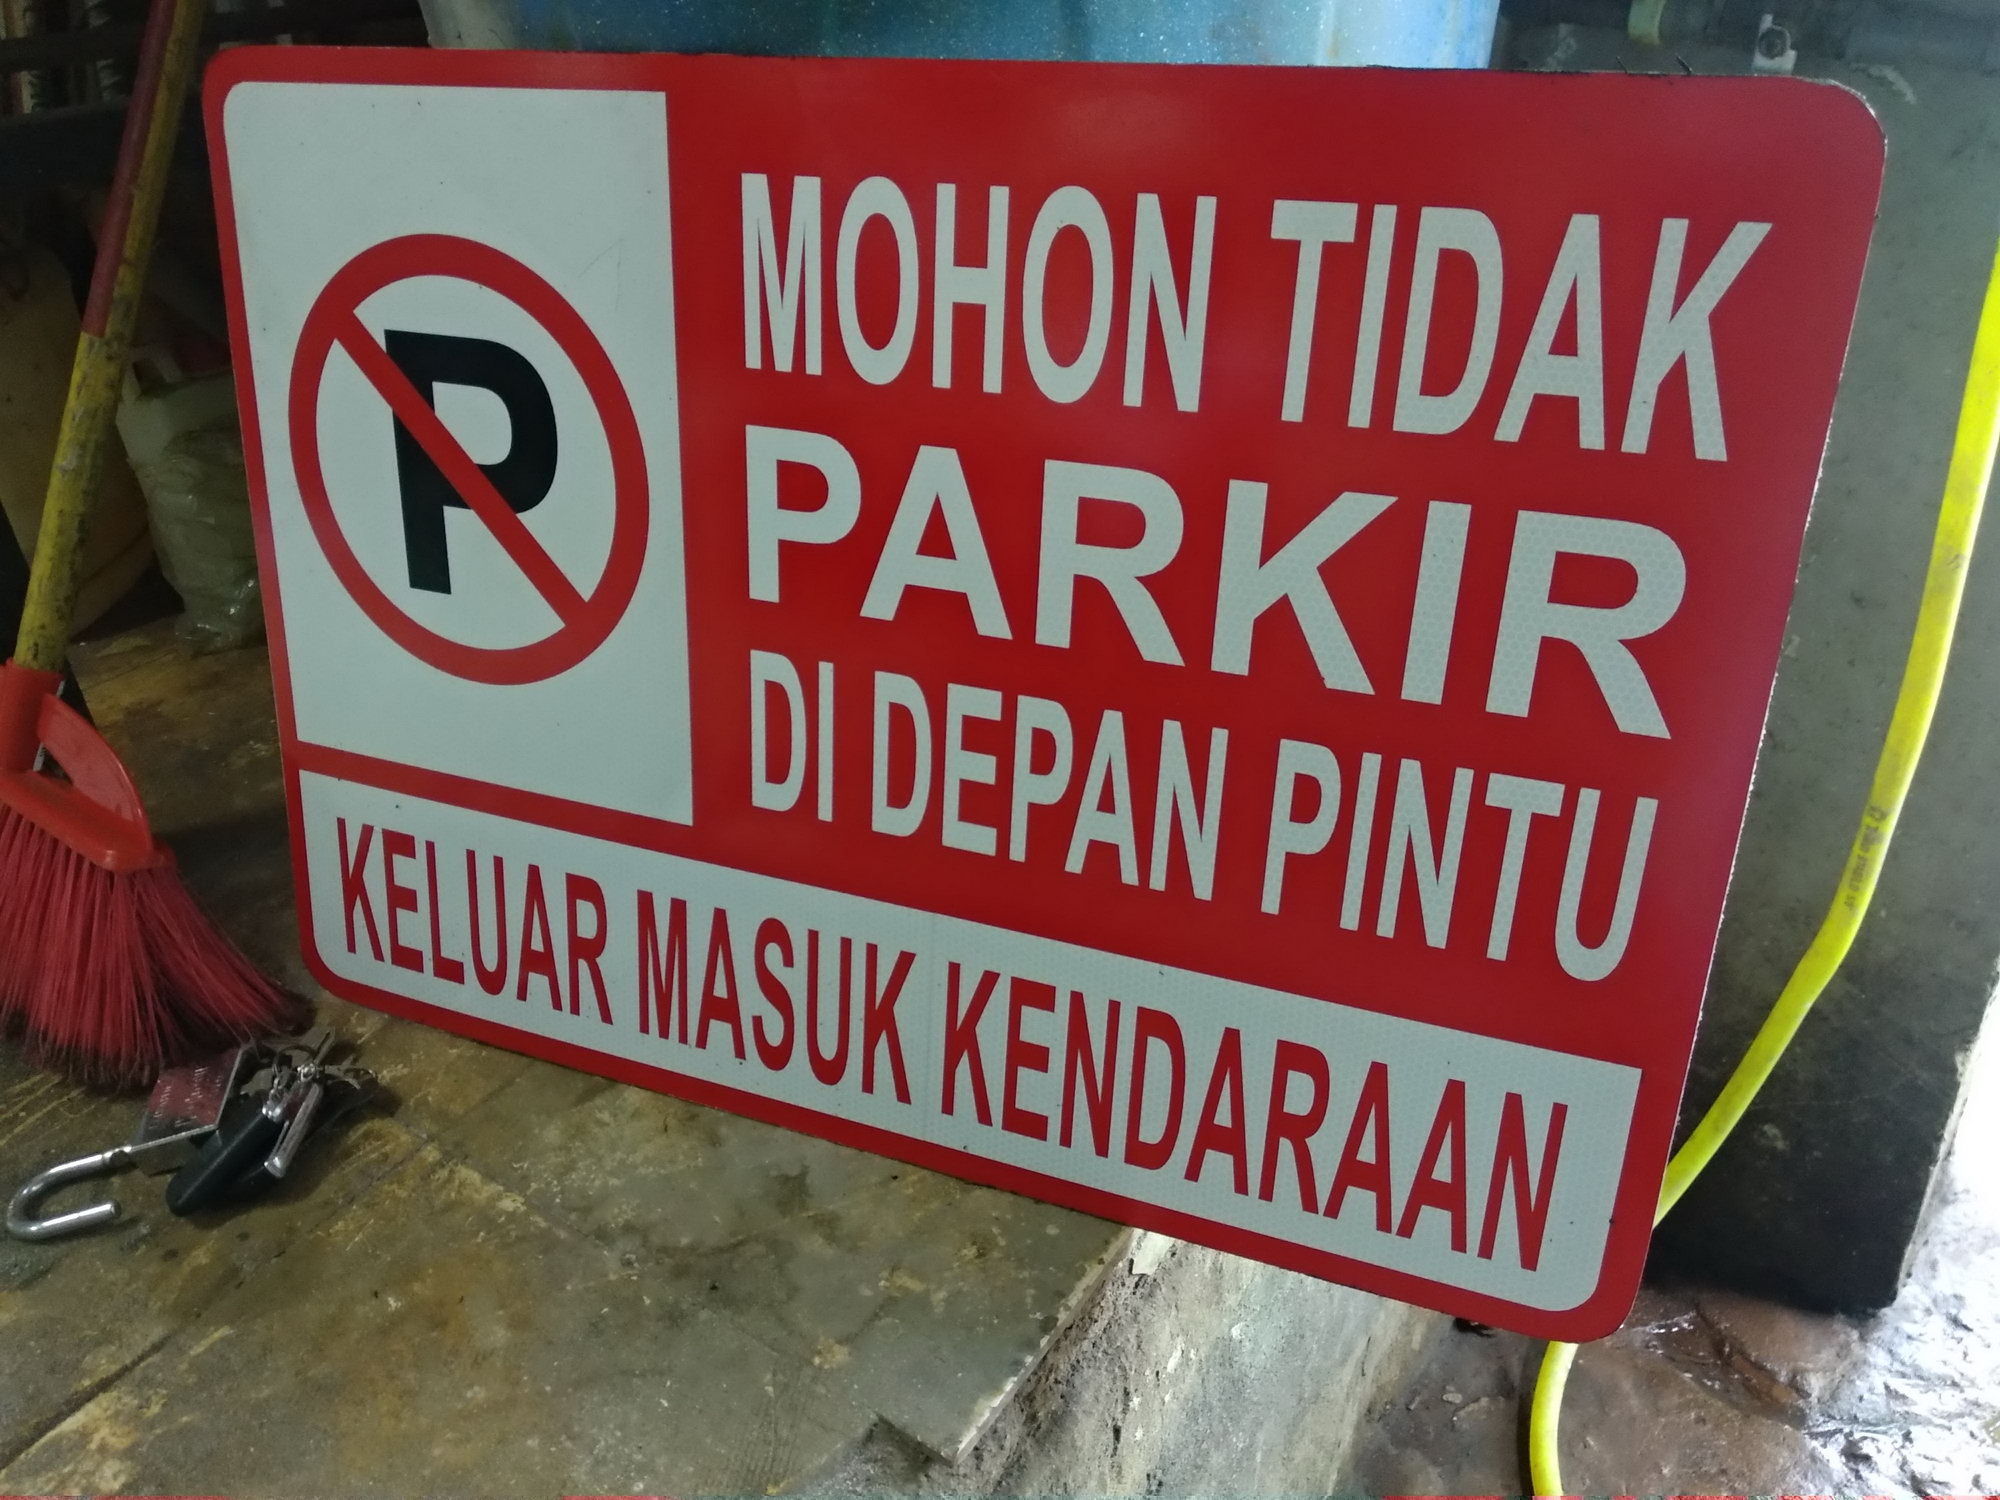 P
MOHON TIDAK
PARKIR
DI DEPAN PINTU
KELUAR MASUK KENDARAAN